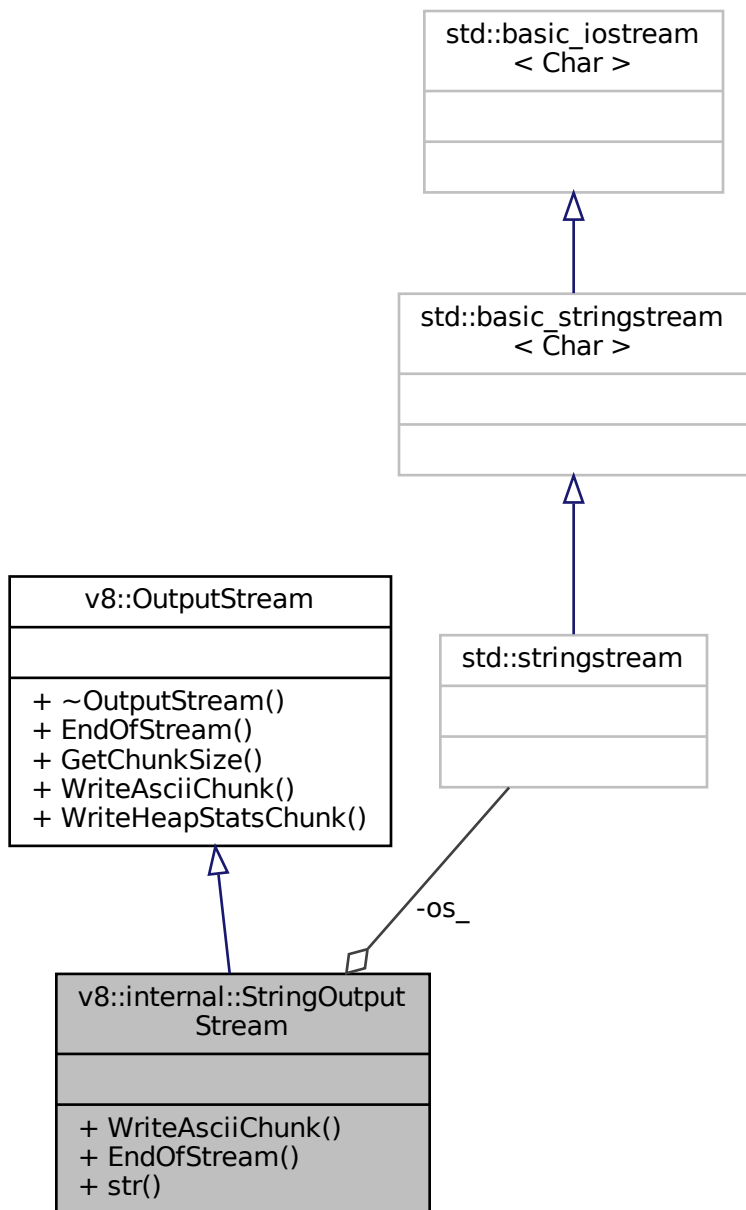 std::basic_iostream
< Char >
std::basic_stringstream
< Char >
v8::OutputStream
+ ~OutputStream()
+ EndOfStream()
+ GetChunkSize()
+ WriteAsciiChunk()
+ WriteHeapStatsChunk()
std::stringstream
-os_
v8::internal::StringOutput
Stream
+ WriteAsciiChunk()
+ EndOfStream()
+ str()